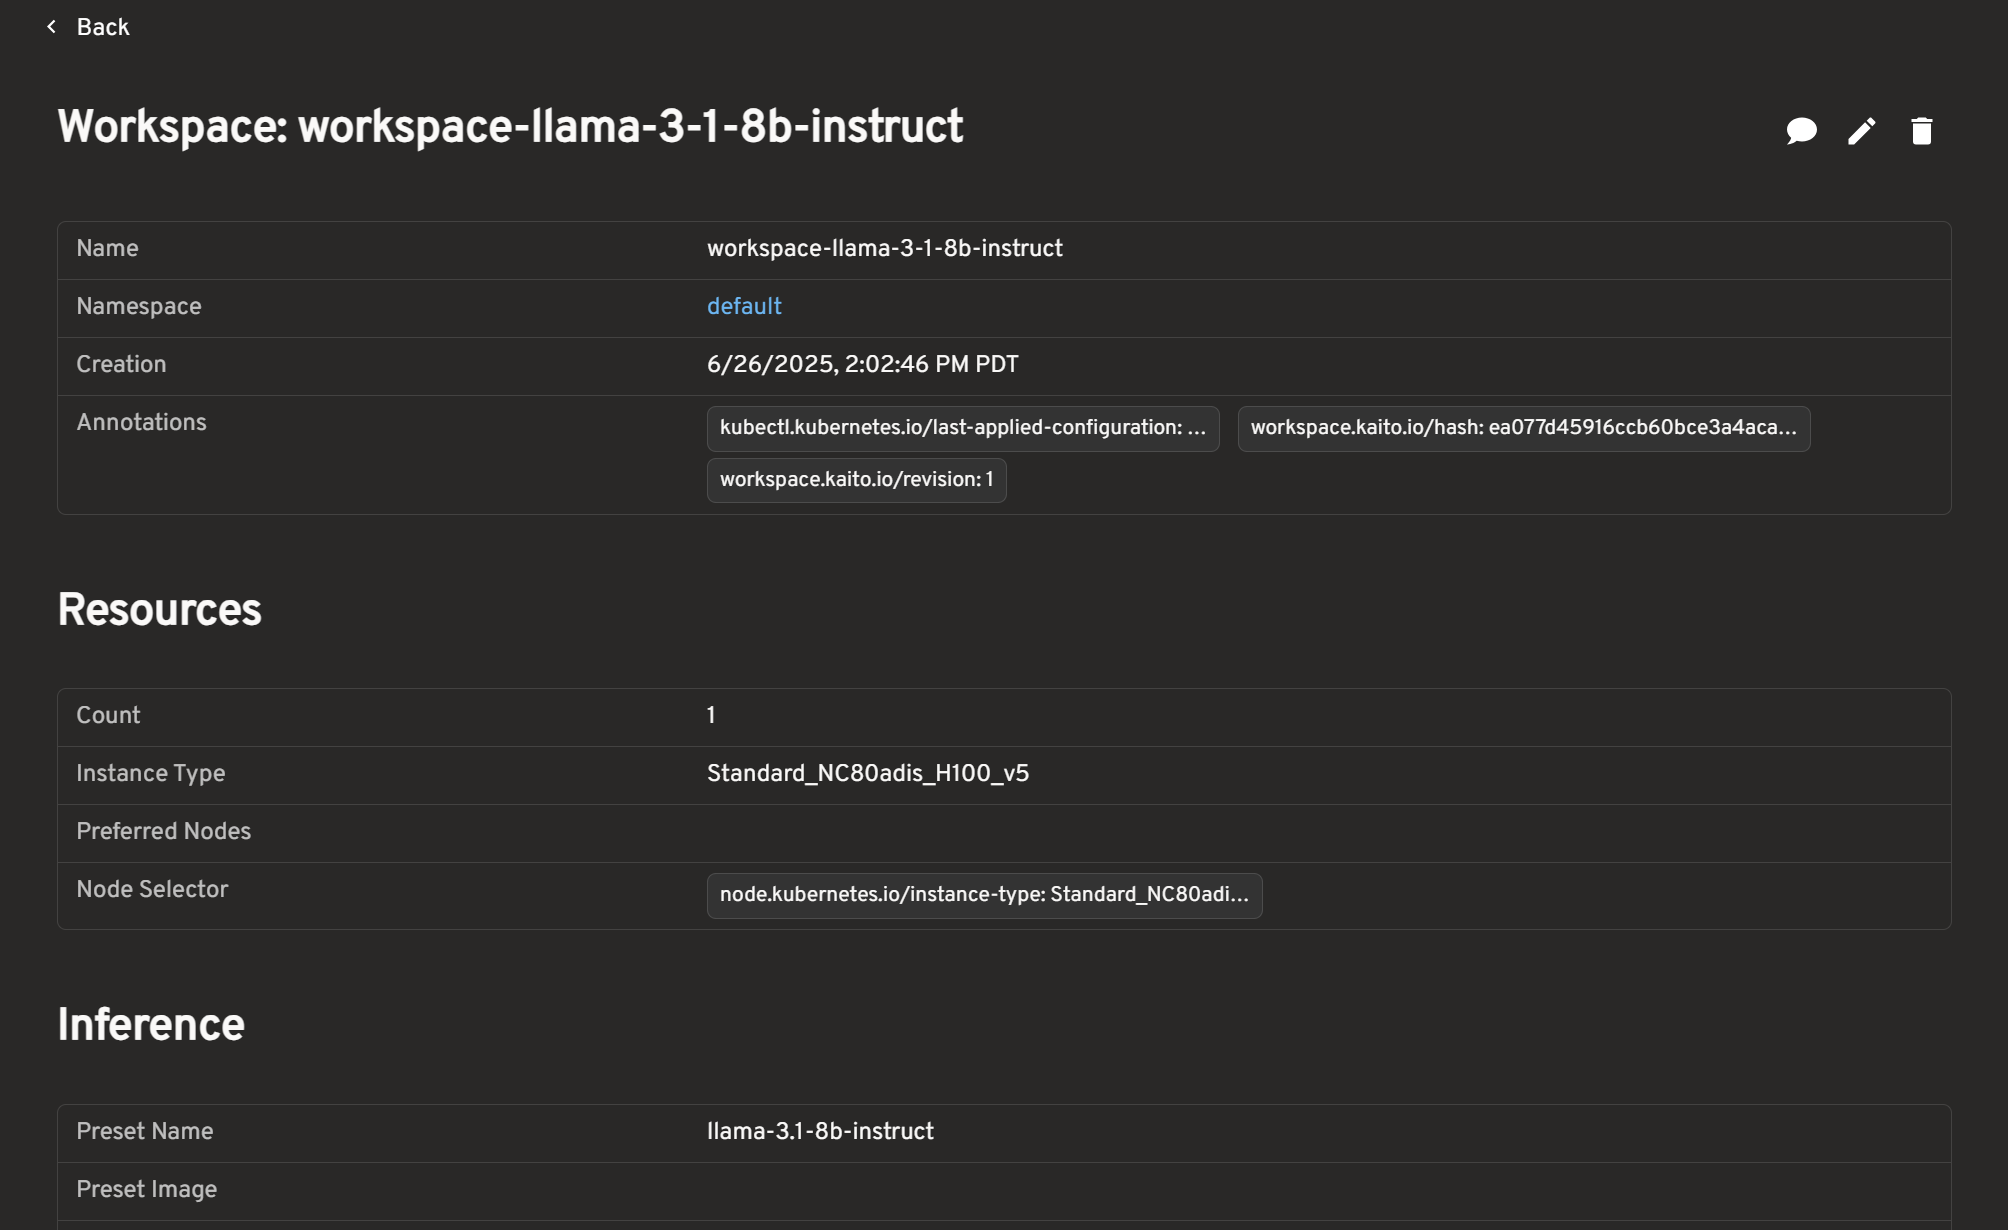 Back
Workspace: workspace-llama-3-1-8b-instruct
Name workspace-llama-3-1-8b-instruct
Namespace default
Creation 6/26/2025, 2:02:46 PM PDT
Annotations kubectl.kubernetes.io/last-applied-configuration: ... workspace.kaito.io/hash: ea077d45916ccb60bce3a4aca...
workspace.kaito.io/revision: 1
Resources
Count 1
Instance Type Standard_NC80adis_H100_v5
Preferred Nodes
Node Selector node.kubernetes.io/instance-type: Standard_NC80adi...
Inference
Preset Name llama-3.1-8b-instruct
Preset Image